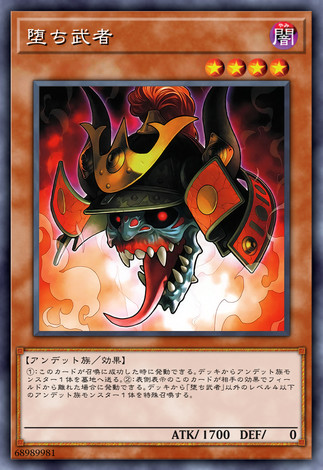 堕ち武者
やみ
闇
【アンデット族／効果】
①：このカードが召喚に成功した時に発動できる。デッキからアンデット族モ
ンスター１体を墓地へ送る。②：表側表示のこのカードが相手の効果でフィー
ルドから離れた場合に発動できる。デッキから「堕ち武者」以外のレベル４以下
のアンデット族モンスター１体を特殊召喚する。
ATK/ 1700 DEF/ 0
68989981